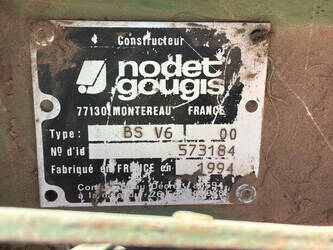 Constructeur
nodet
gougis
77130 MONTEREAU FRANCE
Type: BS V6 00
Nº d'id 573184
Fabriqué en FRANCE en 1994